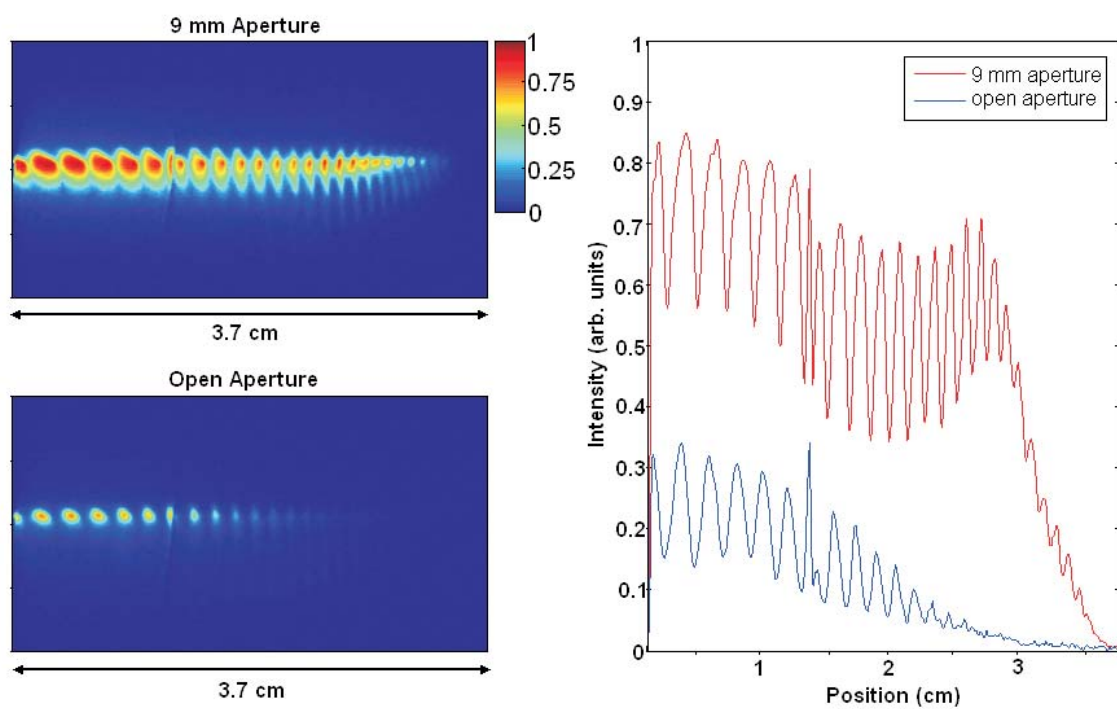 9 mm Aperture
1
0.75
0.5
0.25
0
3.7 cm
Open Aperture
3.7 cm
1
0.9
0.8
0.7
0.6
0.5
0.4
0.3
0.2
0.1
0
Intensity (arb. units)
9 mm aperture
open aperture
1
2
3
Position (cm)